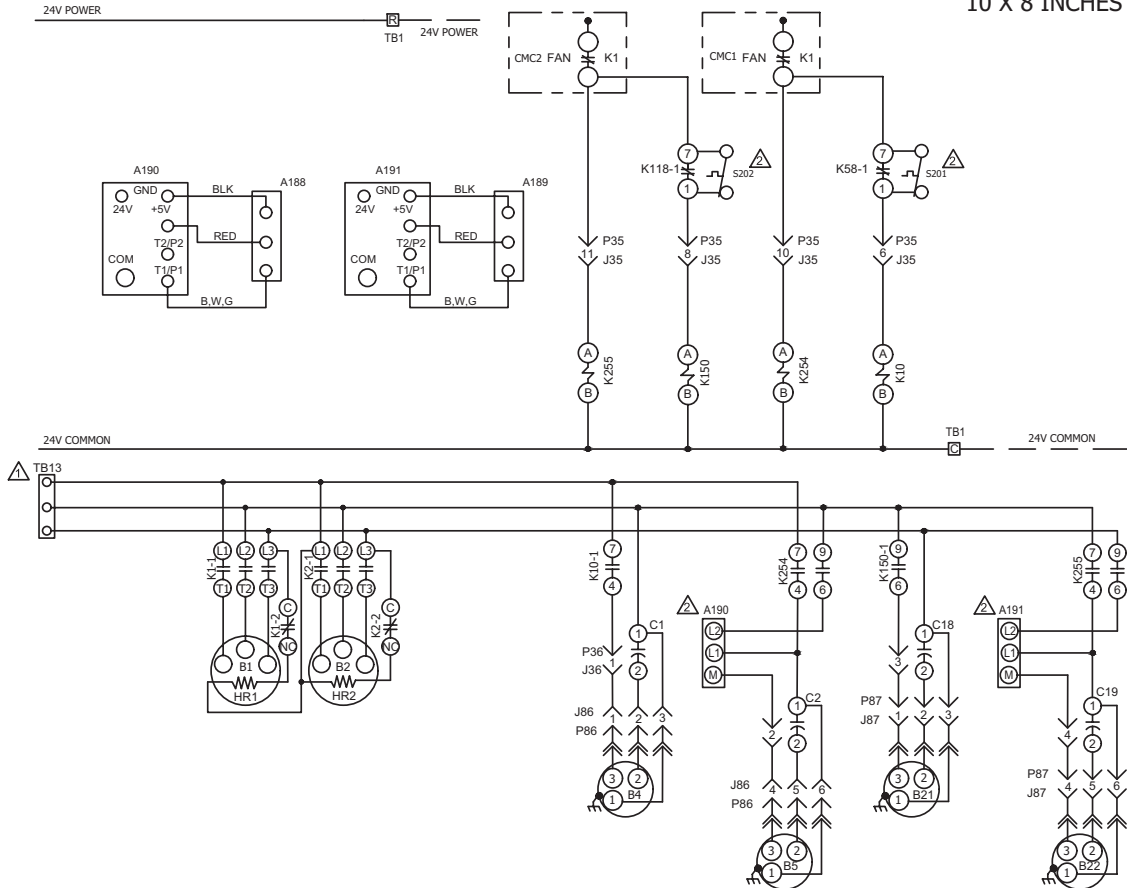 10 X 8 INCHES
24V POWER
R
TB1
24V POWER
CMC2 FAN K1
CMC1 FAN K1
7
K118-1
S202
2
1
7
K58-1
S201
2
1
A190
GND
BLK
A188
24V
+5V
RED
T2/P2
COM
T1/P1
B,W,G
A191
GND
BLK
A189
24V
+5V
RED
T2/P2
COM
T1/P1
B,W,G
P35
11
J35
P35
8
J35
P35
10
J35
P35
6
J35
A
K255
B
A
K150
B
A
K254
B
A
K10
B
24V COMMON
TB1
C
24V COMMON
1
TB13
L1 L2 L3
K1-1
T1 T2 T3
C
K1-2
NC
B1
HR1
L1 L2 L3
K2-1
T1 T2 T3
C
K2-2
NC
B2
HR2
7
K10-1
4
P36
1
J36
1
C1
2
J86
1 2 3
P86
3 2
1
B4
7 9
K254
4 6
2
A190
L2
L1
M
2
1
C2
2
J86
4 5 6
P86
3 2
1
B5
9
K150-1
6
3
1
C18
2
P87
1 2 3
J87
3 2
1
B21
7 9
K255
4 6
2
A191
L2
L1
M
4
1
C19
2
P87
4 5 6
J87
3 2
1
B22